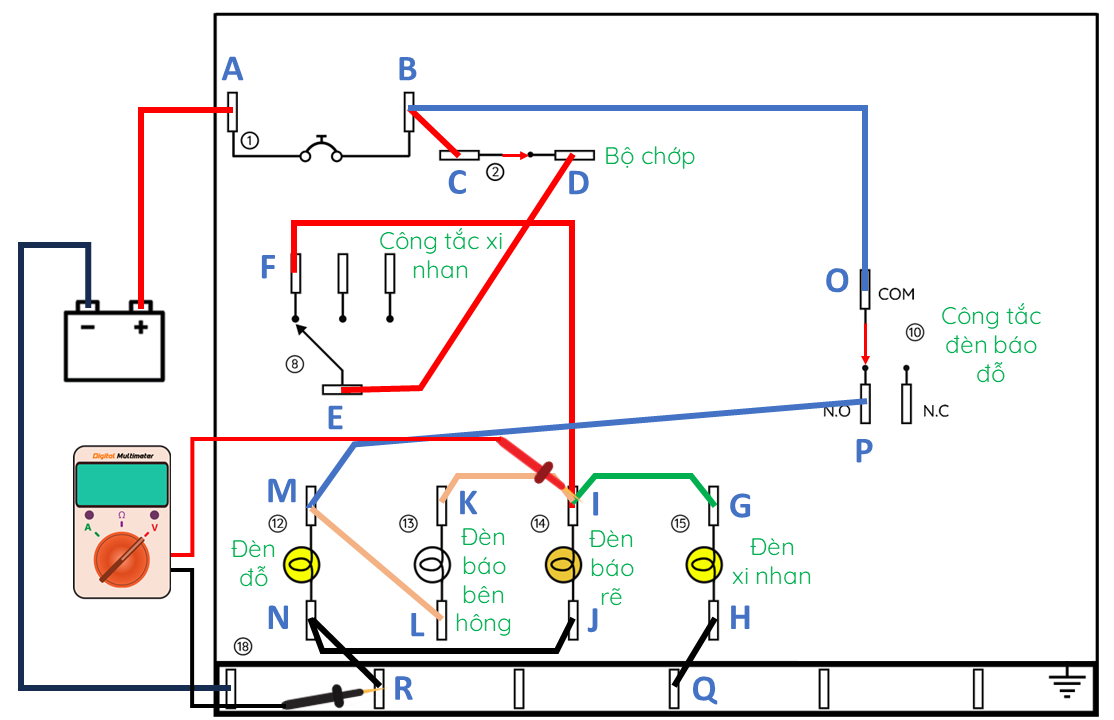 A
B
①
Bộ chớp
②
C
D
Công tắc xi
nhan
F
O
COM
⑩
Công tắc
đèn báo
đỗ
− +
⑧
E
N.O
N.C
P
Digital Multimeter
A Ω V
M
K
I
G
⑫
⑬
⑭
⑮
Đèn
đỗ
Đèn
báo
bên
hông
Đèn
báo
rẽ
Đèn
xi nhan
N
L
J
H
⑱
R
Q